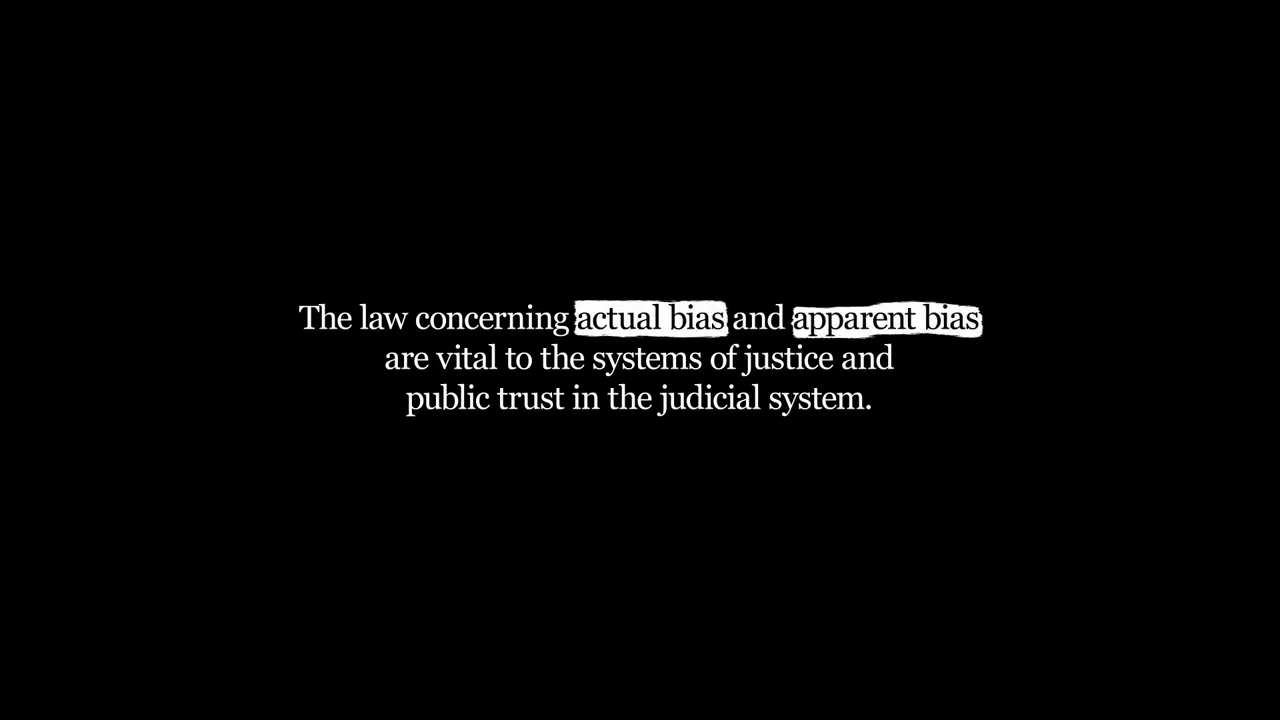 The law concerning actual bias and apparent bias
are vital to the systems of justice and
public trust in the judicial system.